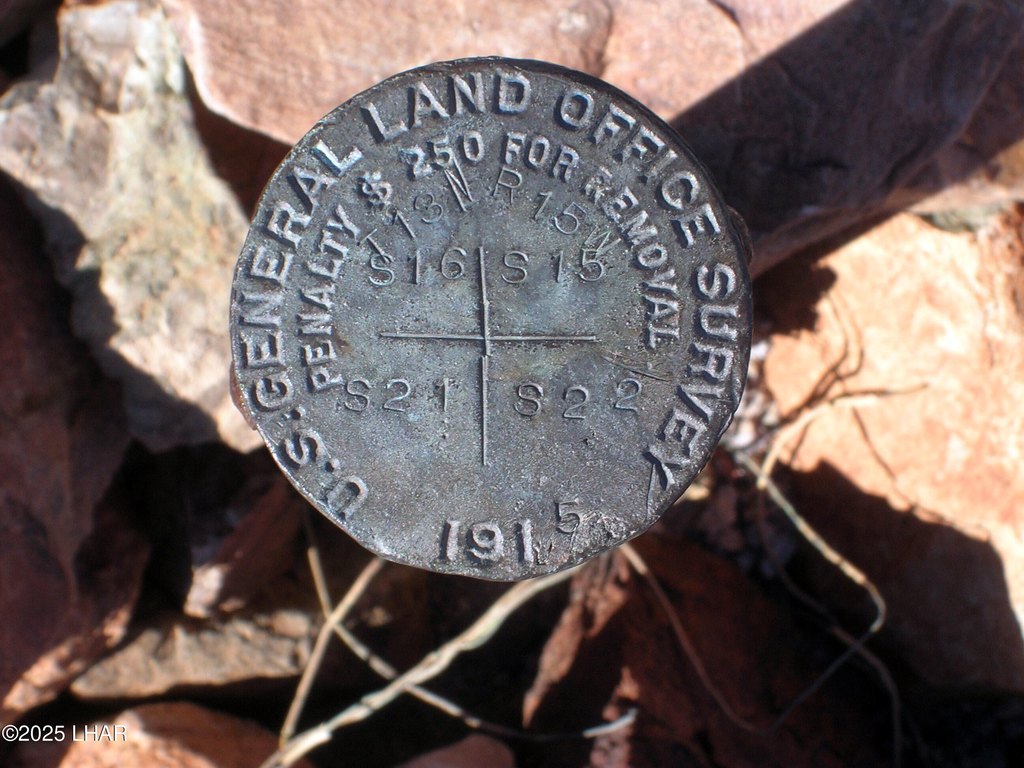 U.S. GENERAL LAND OFFICE SURVEY
PENALTY $ 250 FOR REMOVAL
T13N R15W
S16 S15
S21 S22
1915
©2025 LHAR